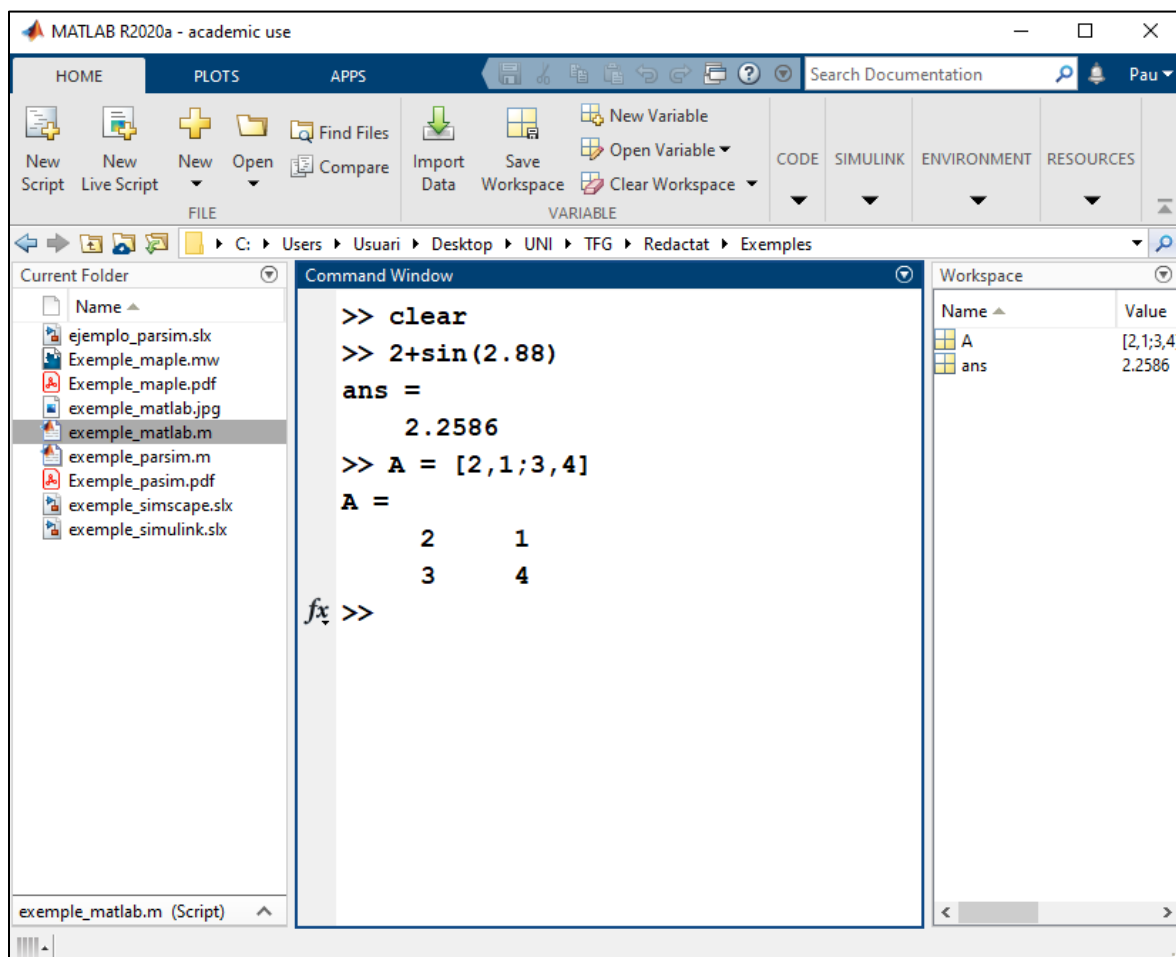 MATLAB R2020a - academic use
HOME PLOTS APPS Search Documentation Pau
New Script
New Live Script
New
Open
Find Files
Compare
Import Data
Save Workspace
New Variable
Open Variable
Clear Workspace
CODE SIMULINK ENVIRONMENT RESOURCES
FILE VARIABLE
C: Users Usuari Desktop UNI TFG Redactat Exemples
Current Folder
Name
ejemplo_parsim.slx
Exemple_maple.mw
Exemple_maple.pdf
exemple_matlab.jpg
exemple_matlab.m
exemple_parsim.m
Exemple_pasim.pdf
exemple_simscape.slx
exemple_simulink.slx
exemple_matlab.m (Script)
Command Window
>> clear
>> 2+sin(2.88)
ans =
2.2586
>> A = [2,1;3,4]
A =
2 1
3 4
fx >>
Workspace
Name Value
A [2,1;3,4
ans 2.2586